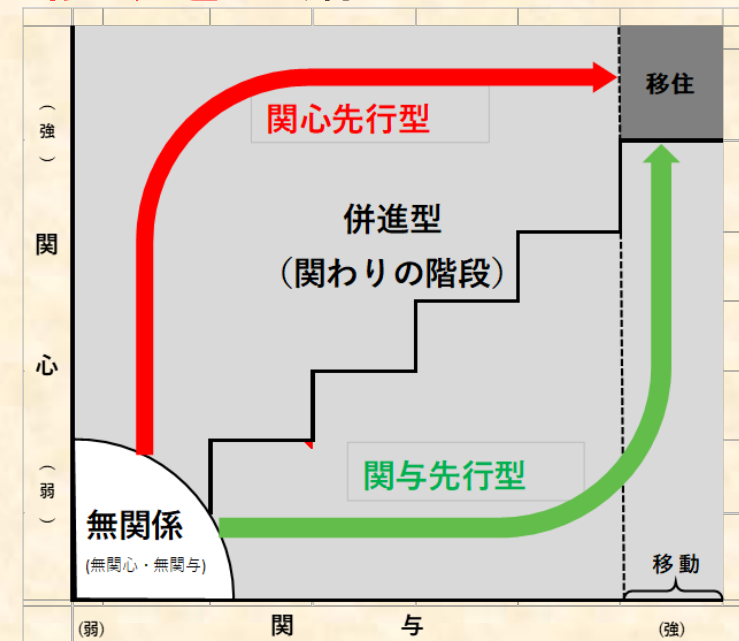 移住
関心先行型
(強)
併進型
(関わりの階段)
関
心
関与先行型
(弱)
無関係
(無関心・無関与)
移動
(弱)
関 与
(強)